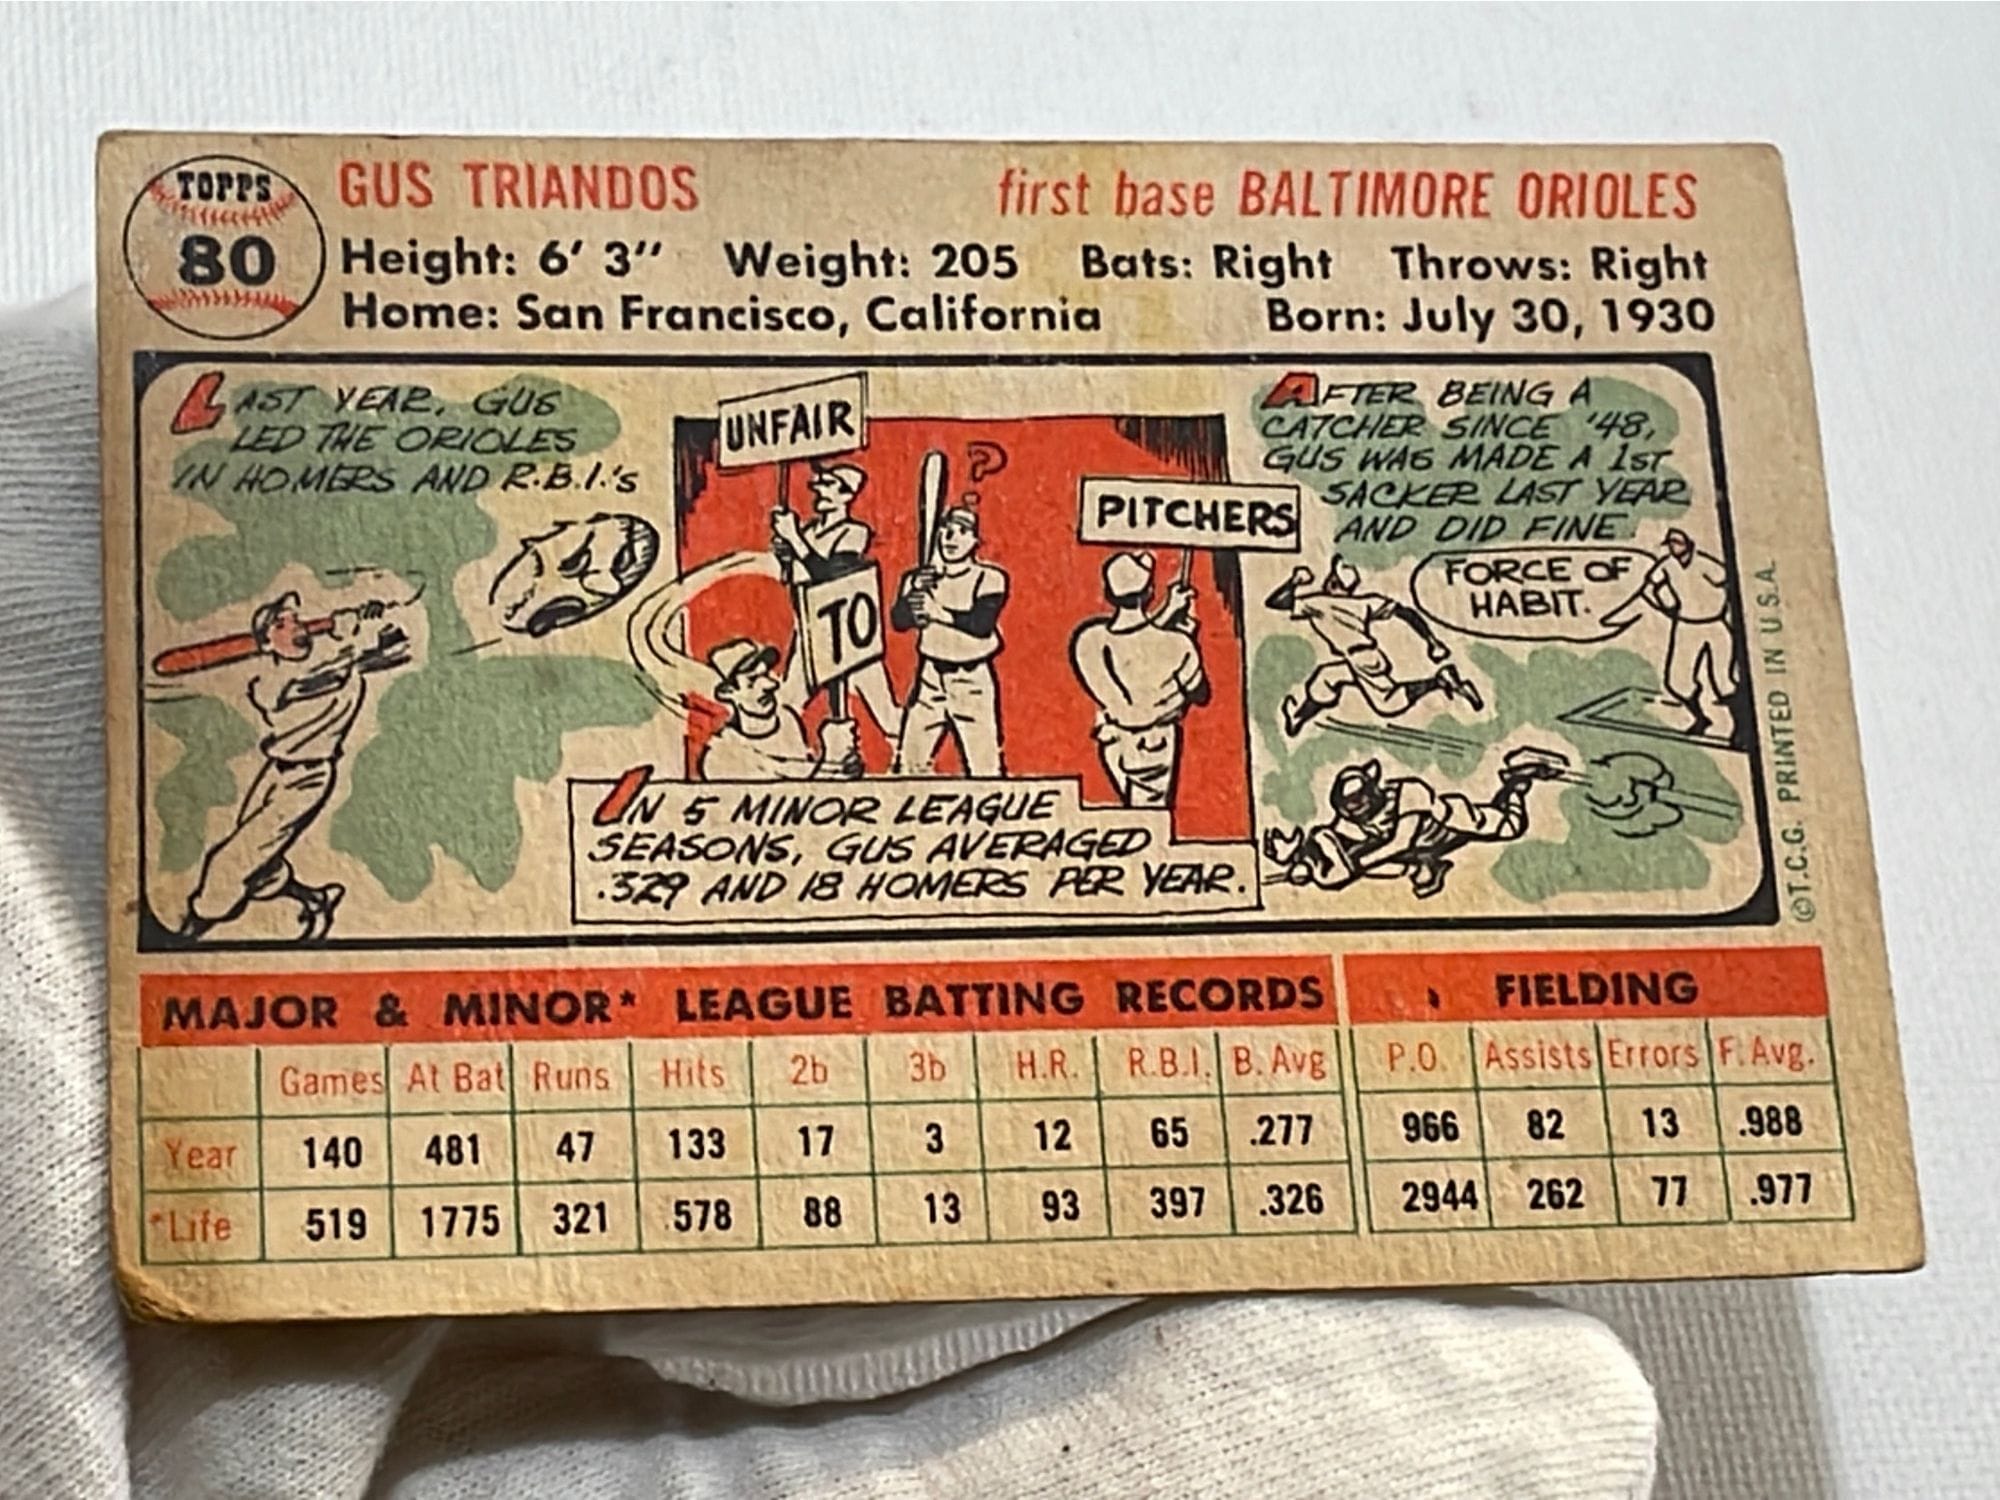 TOPPS
80
GUS TRIANDOS first base BALTIMORE ORIOLES
Height: 6' 3" Weight: 205 Bats: Right Throws: Right
Home: San Francisco, California Born: July 30, 1930
LAST YEAR, GUS
LED THE ORIOLES
IN HOMERS AND R.B.I.'s
UNFAIR
TO
PITCHERS
?
IN 5 MINOR LEAGUE
SEASONS, GUS AVERAGED
.329 AND 18 HOMERS PER YEAR.
AFTER BEING A
CATCHER SINCE '48,
GUS WAS MADE A 1ST
SACKER LAST YEAR
AND DID FINE.
FORCE OF
HABIT.
©T.C.G. PRINTED IN U.S.A.
MAJOR & MINOR* LEAGUE BATTING RECORDS FIELDING
Games At Bat Runs Hits 2b 3b H.R. R.B.I. B. Avg P.O. Assists Errors F. Avg.
Year 140 481 47 133 17 3 12 65 .277 966 82 13 .988
*Life 519 1775 321 578 88 13 93 397 .326 2944 262 77 .977